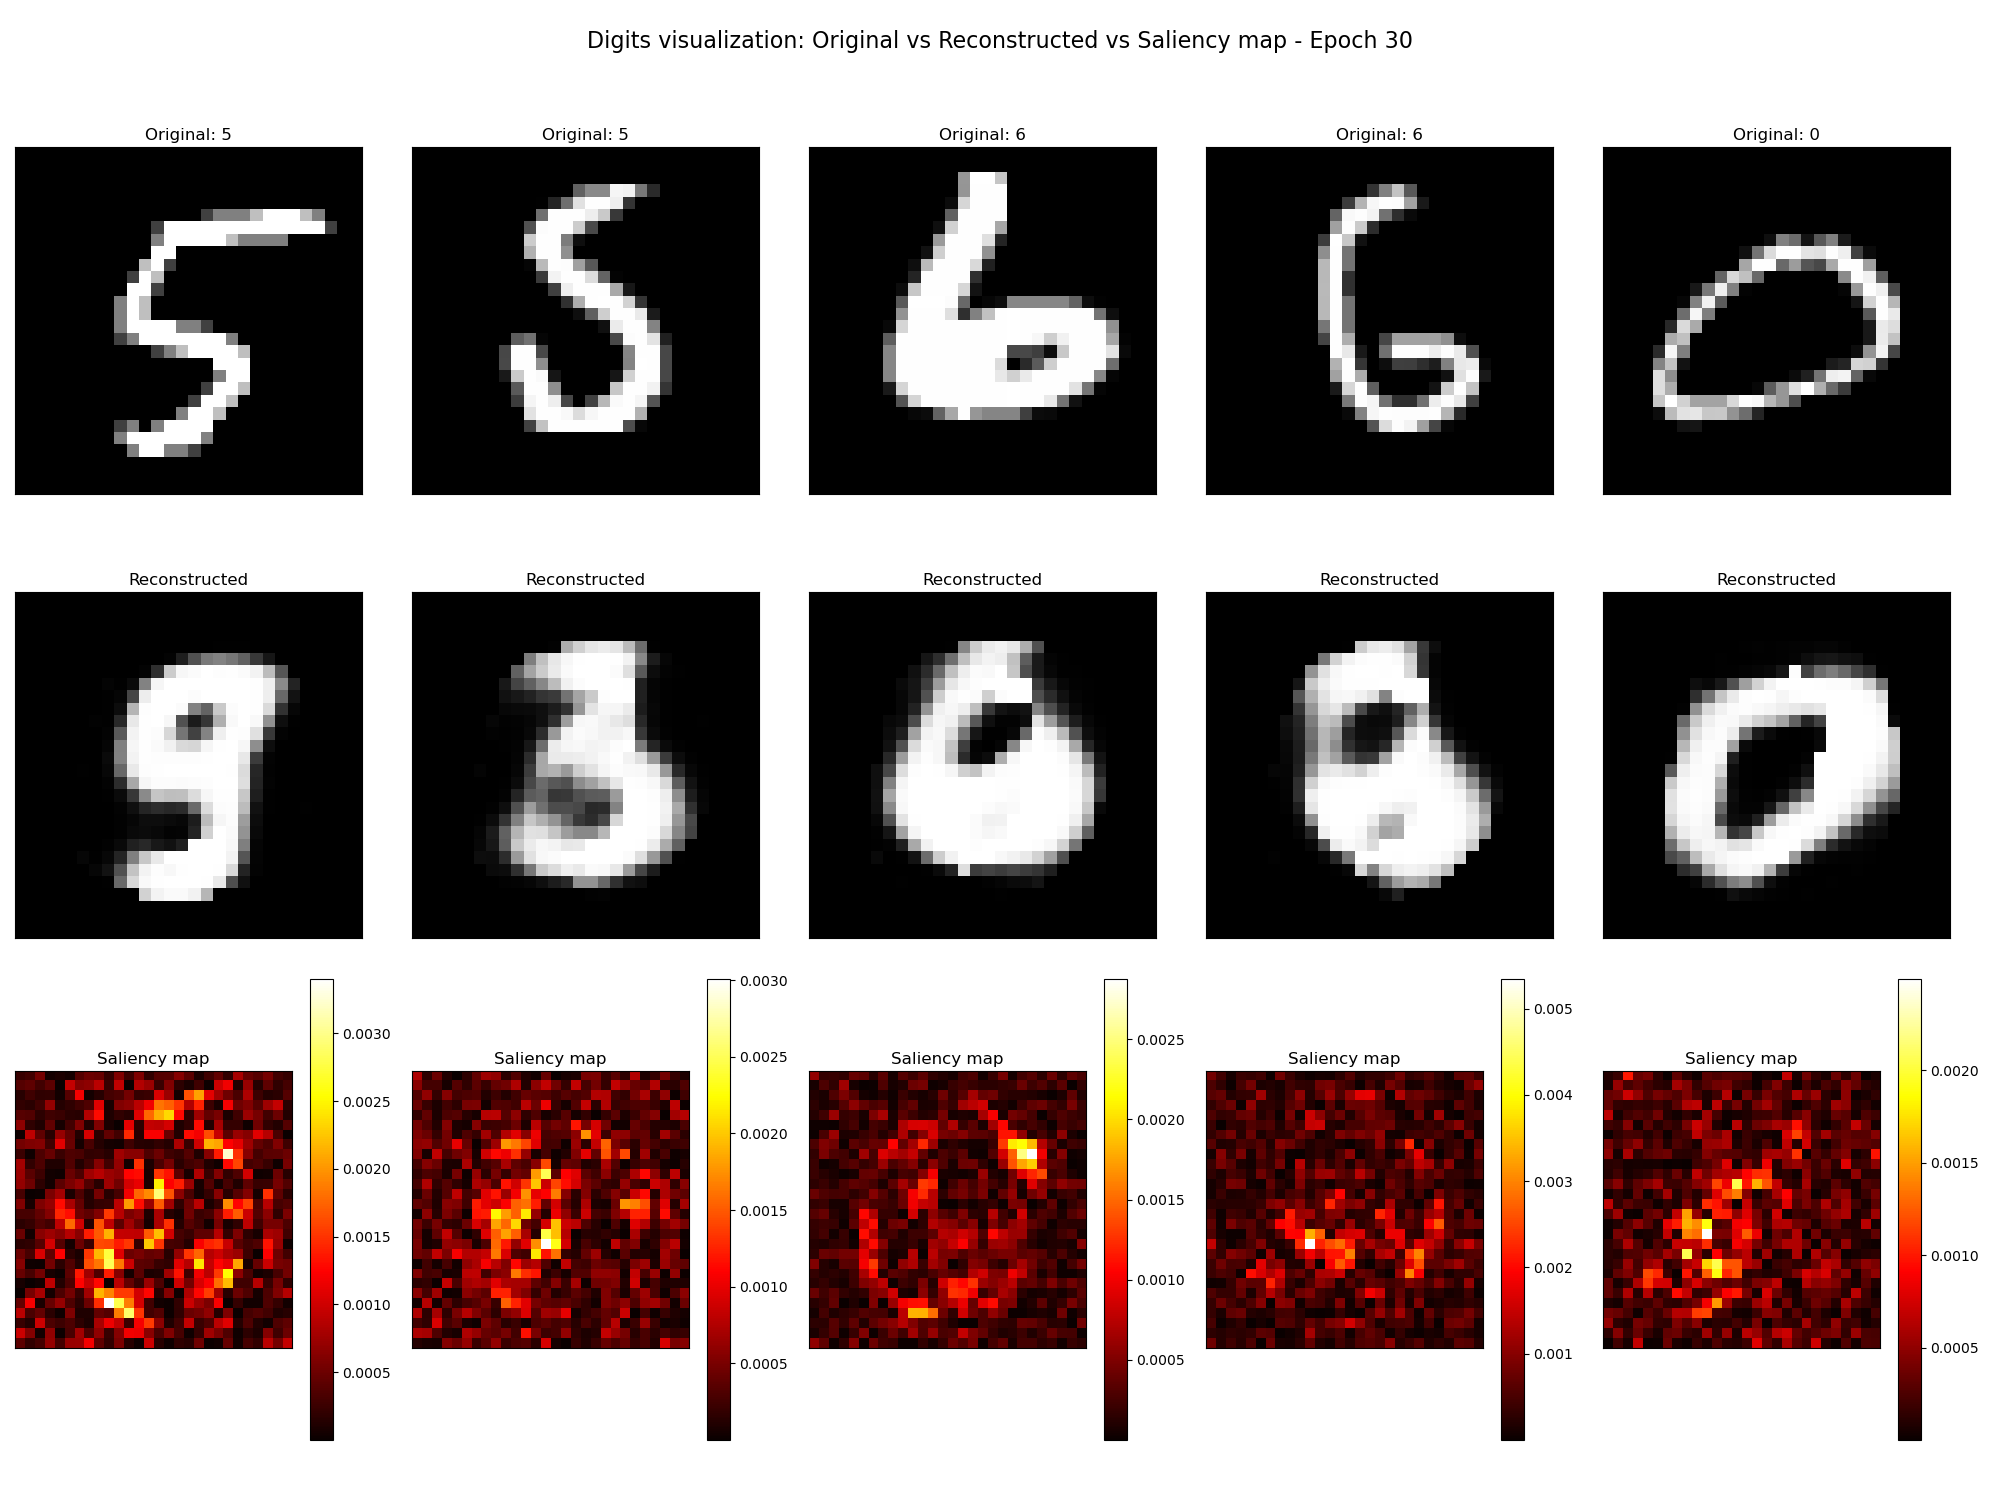 Digits visualization: Original vs Reconstructed vs Saliency map - Epoch 30
Original: 5
Original: 5
Original: 6
Original: 6
Original: 0
Reconstructed
Reconstructed
Reconstructed
Reconstructed
Reconstructed
Saliency map
0.0030
0.0025
0.0020
0.0015
0.0010
0.0005
Saliency map
0.0030
0.0025
0.0020
0.0015
0.0010
0.0005
Saliency map
0.0025
0.0020
0.0015
0.0010
0.0005
Saliency map
0.005
0.004
0.003
0.002
0.001
Saliency map
0.0020
0.0015
0.0010
0.0005